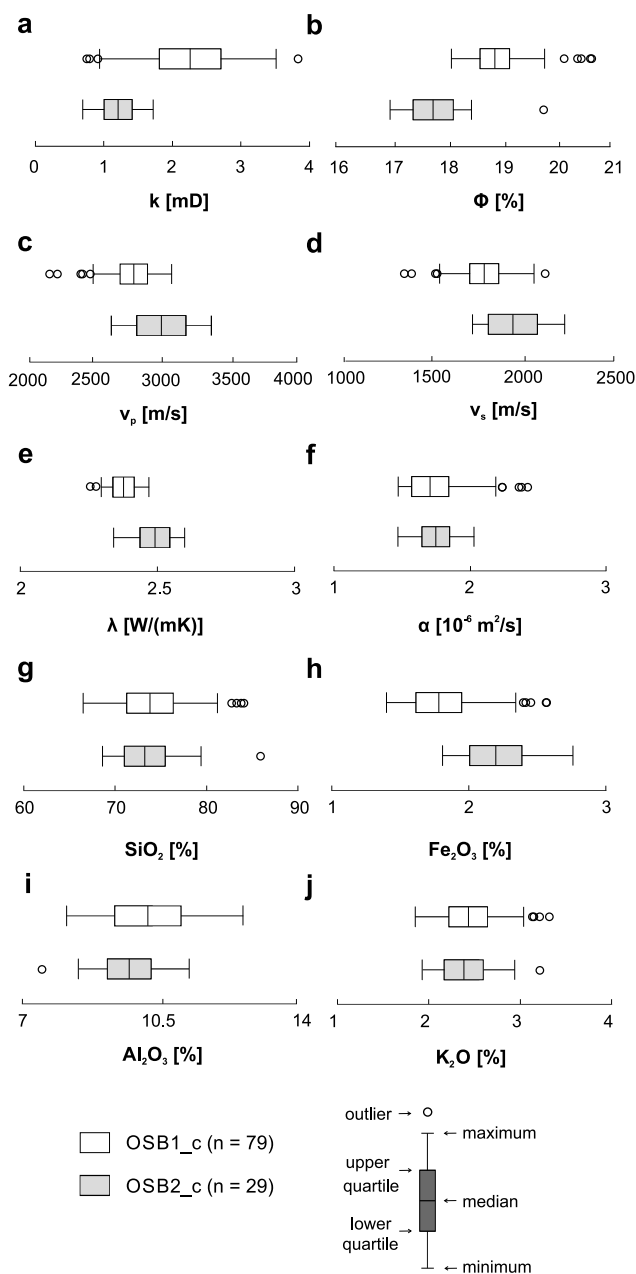 a
b
0 1 2 3 4
k [mD]
16 17 18 19 20 21
Φ [%]
c
d
2000 2500 3000 3500 4000
vₚ [m/s]
1000 1500 2000 2500
vₛ [m/s]
e
f
2 2.5 3
λ [W/(mK)]
1 2 3
α [10⁻⁶ m²/s]
g
h
60 70 80 90
SiO₂ [%]
1 2 3
Fe₂O₃ [%]
i
j
7 10.5 14
Al₂O₃ [%]
1 2 3 4
K₂O [%]
OSB1_c (n = 79)
OSB2_c (n = 29)
outlier
maximum
upper
quartile
median
lower
quartile
minimum